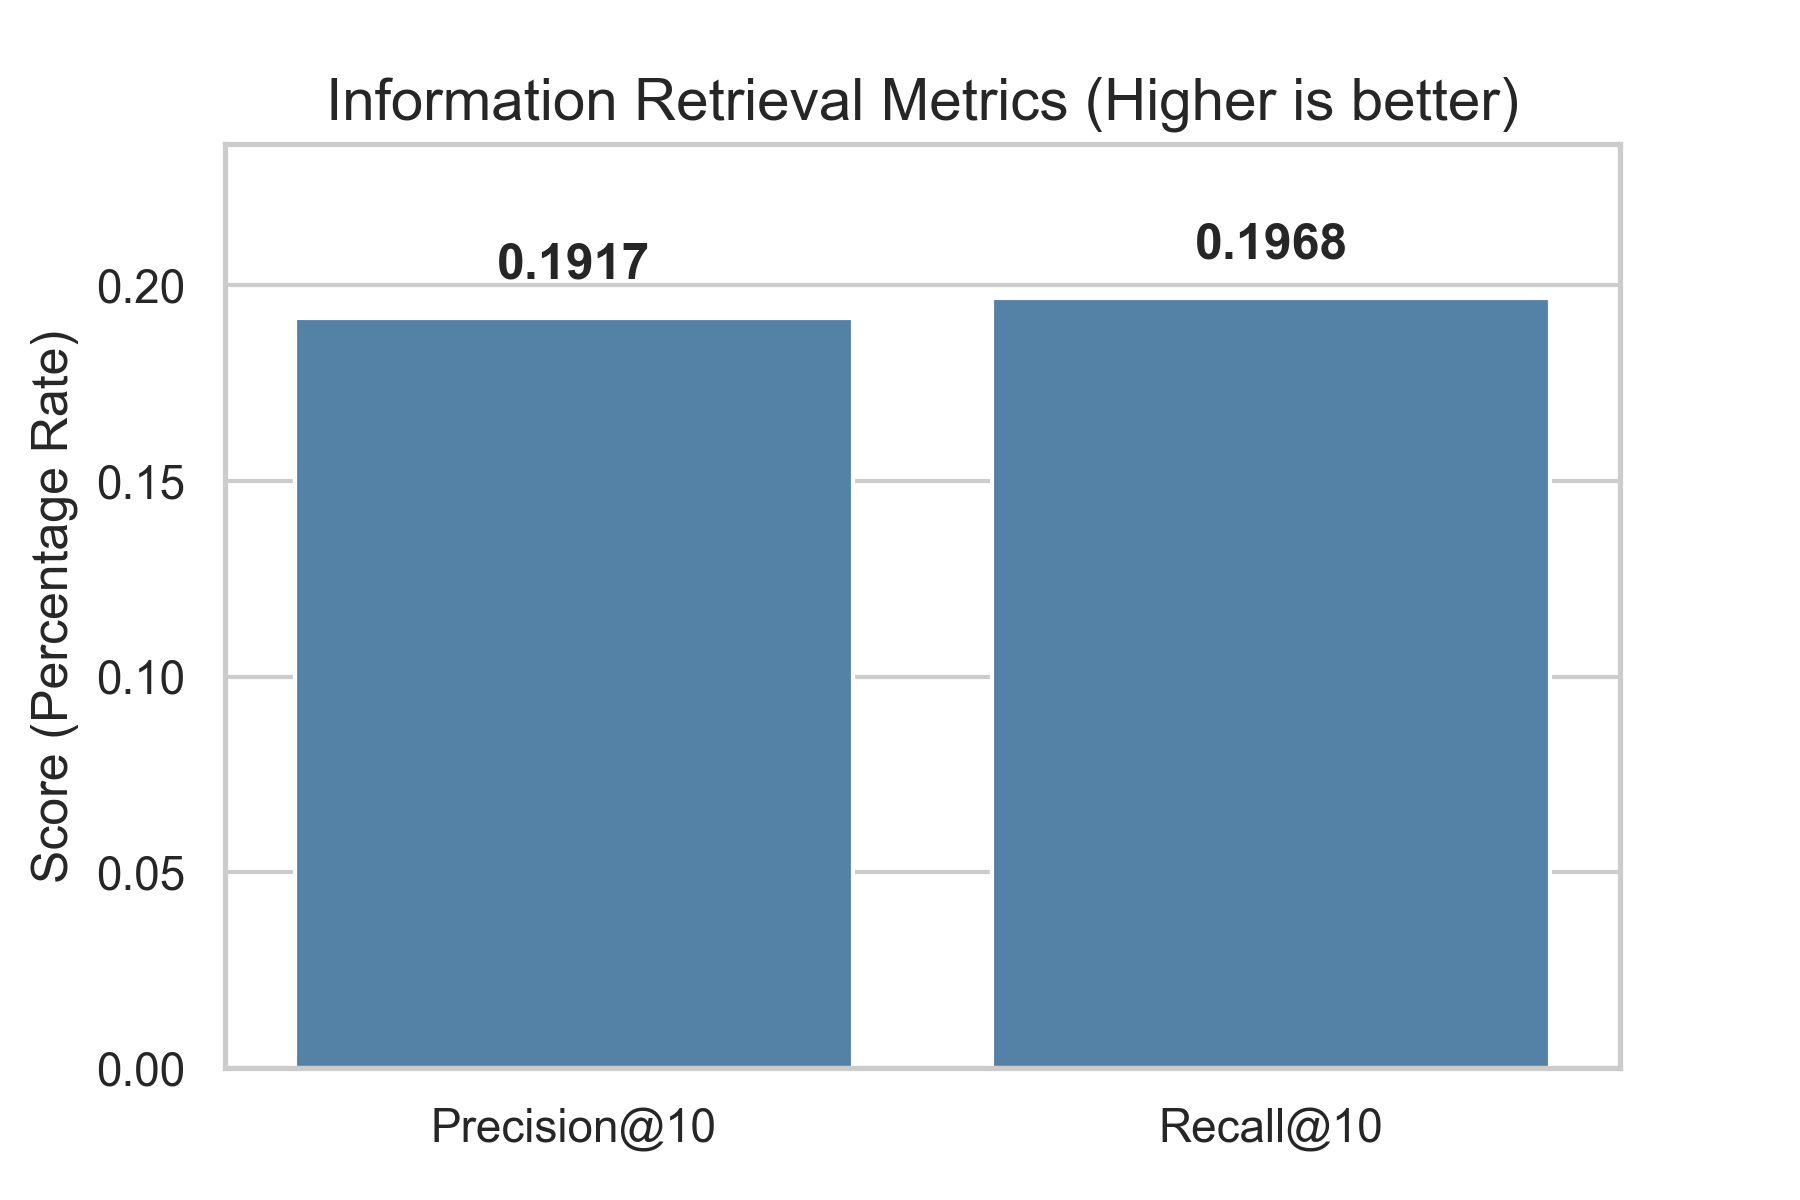 Information Retrieval Metrics (Higher is better)
Score (Percentage Rate)
0.20
0.15
0.10
0.05
0.00
0.1917
0.1968
Precision@10
Recall@10